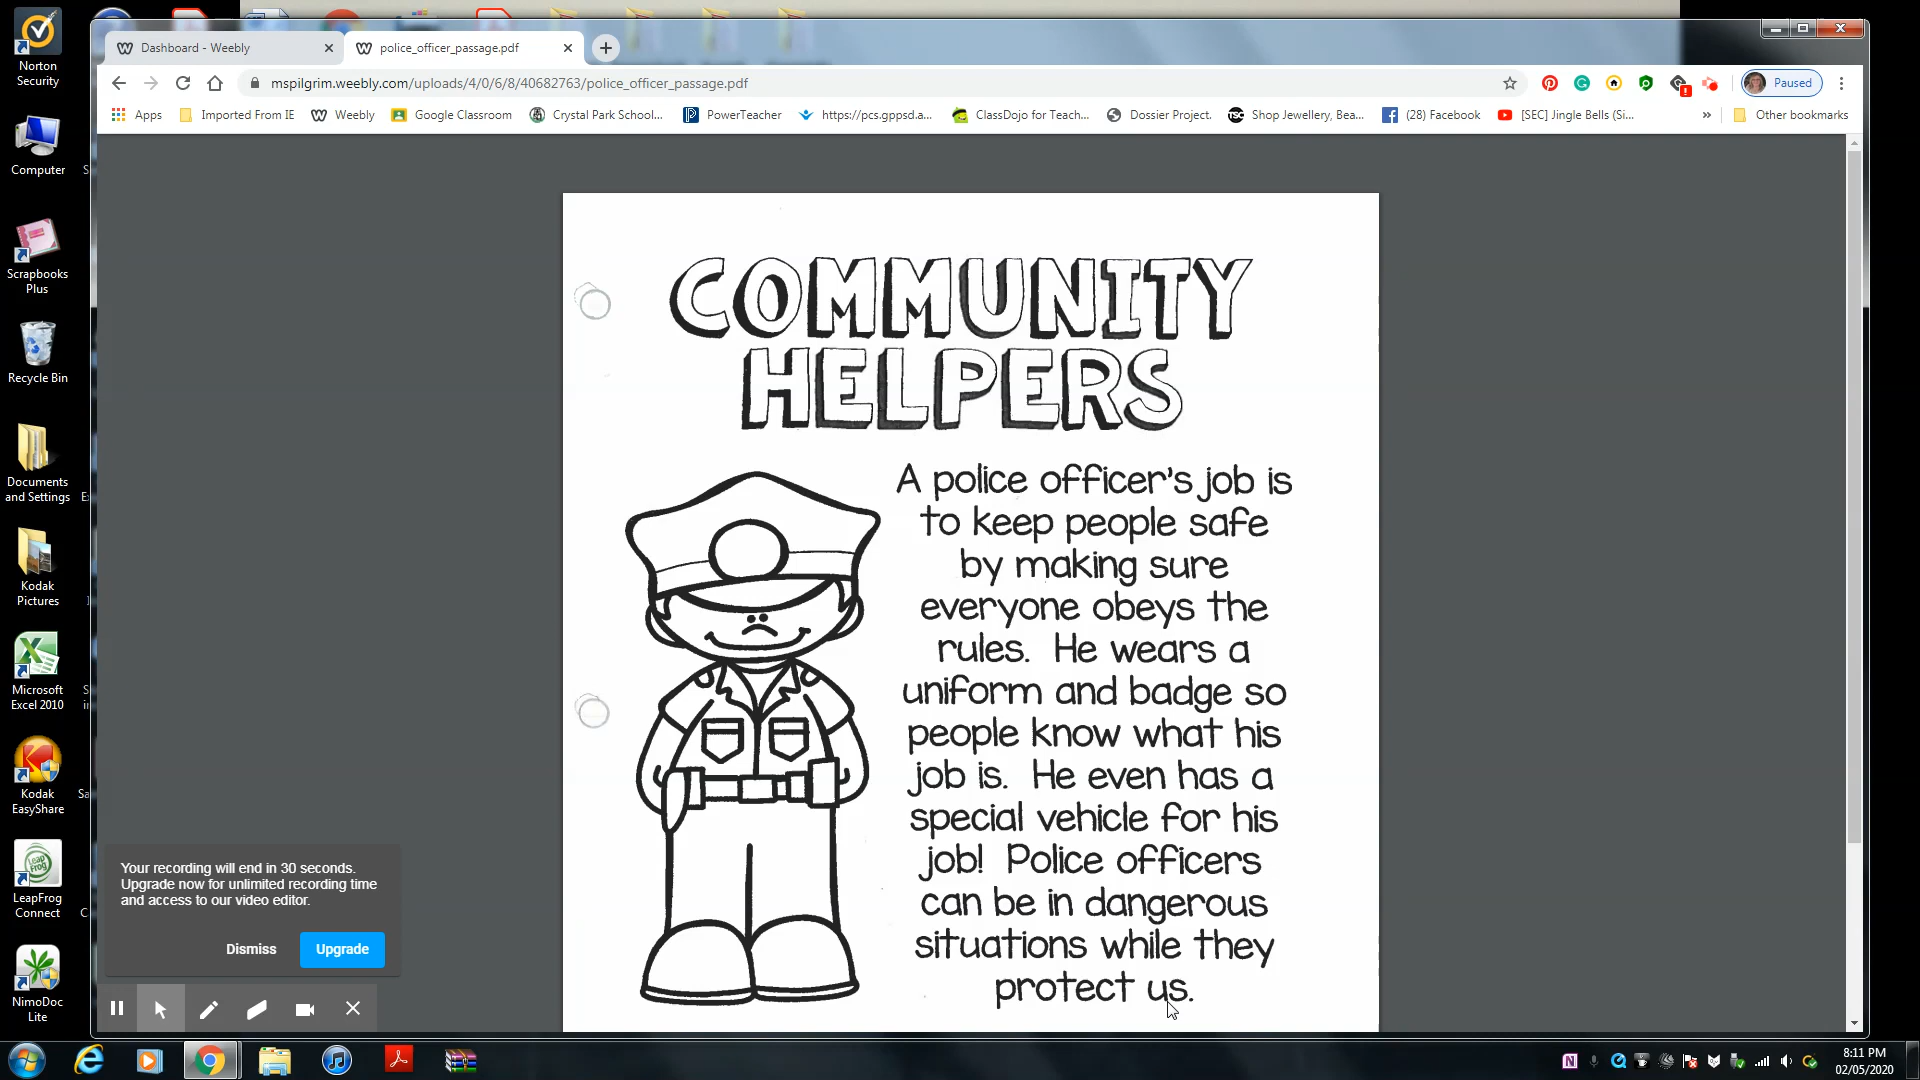 Norton
Security
Computer
Scrapbooks
Plus
Recycle Bin
Documents
and Settings
Kodak
Pictures
Microsoft
Excel 2010
Kodak
EasyShare
LeapFrog
Connect
NimoDoc
Lite
Dashboard - Weebly
police_officer_passage.pdf
mspilgrim.weebly.com/uploads/4/0/6/8/40682763/police_officer_passage.pdf
Paused
Apps
Imported From IE
Weebly
Google Classroom
Crystal Park School...
PowerTeacher
https://pcs.gppsd.a...
ClassDojo for Teach...
Dossier Project.
Shop Jewellery, Bea...
(28) Facebook
[SEC] Jingle Bells (Si...
»
Other bookmarks
COMMUNITY
HELPERS
A police officer's job is
to keep people safe
by making sure
everyone obeys the
rules. He wears a
uniform and badge so
people know what his
job is. He even has a
special vehicle for his
job! Police officers
can be in dangerous
situations while they
protect us.
Your recording will end in 30 seconds.
Upgrade now for unlimited recording time
and access to our video editor.
Dismiss
Upgrade
8:11 PM
02/05/2020